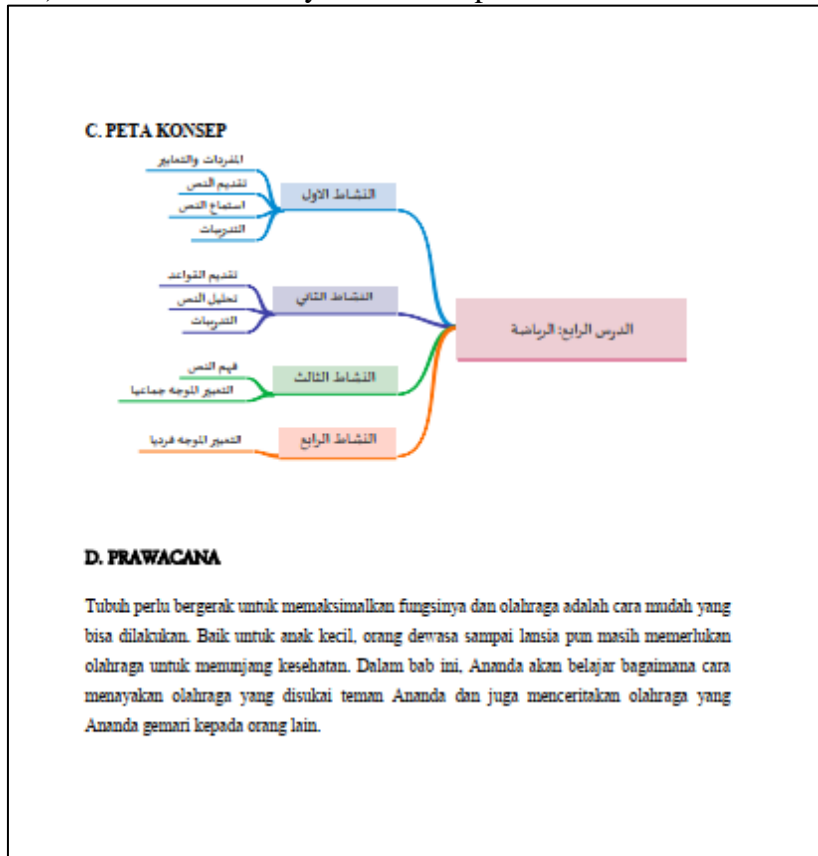 C. PETA KONSEP
الدرس الرابع: الرياضة
النشاط الاول
المفردات والتعابير
تقديم النص
استماع النص
التدريبات
النشاط الثاني
تقديم القواعد
تحليل النص
التدريبات
النشاط الثالث
فهم النص
التعبير الموجه جماعيا
النشاط الرابع
التعبير الموجه فرديا
D. PRAWACANA
Tubuh perlu bergerak untuk memaksimalkan fungsinya dan olahraga adalah cara mudah yang
bisa dilakukan. Baik untuk anak kecil, orang dewasa sampai lansia pun masih memerlukan
olahraga untuk menunjang kesehatan. Dalam bab ini, Ananda akan belajar bagaimana cara
menayakan olahraga yang disukai teman Ananda dan juga menceritakan olahraga yang
Ananda gemari kepada orang lain.